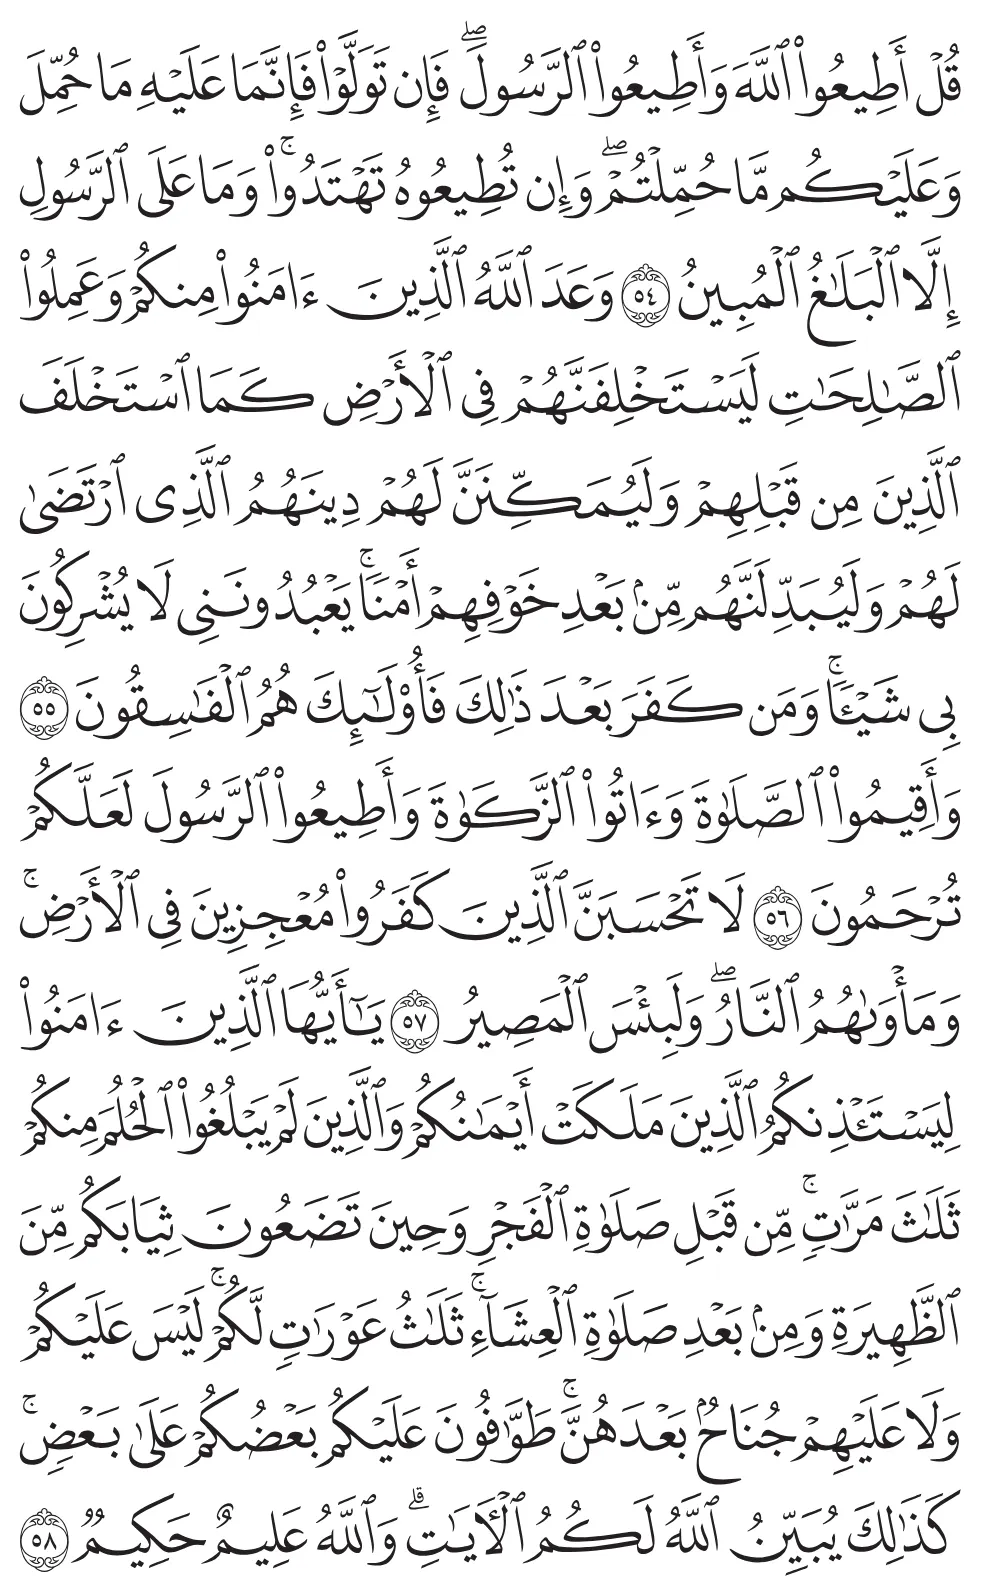 قُلۡ أَطِيعُواْ ٱللَّهَ وَأَطِيعُواْ ٱلرَّسُولَۖ فَإِن تَوَلَّوۡاْ فَإِنَّمَا عَلَيۡهِ مَا حُمِّلَ
وَعَلَيۡكُم مَّا حُمِّلۡتُمۡۖ وَإِن تُطِيعُوهُ تَهۡتَدُواْۚ وَمَا عَلَى ٱلرَّسُولِ
إِلَّا ٱلۡبَلَٰغُ ٱلۡمُبِينُ ٥٤ وَعَدَ ٱللَّهُ ٱلَّذِينَ ءَامَنُواْ مِنكُمۡ وَعَمِلُواْ
ٱلصَّٰلِحَٰتِ لَيَسۡتَخۡلِفَنَّهُمۡ فِي ٱلۡأَرۡضِ كَمَا ٱسۡتَخۡلَفَ
ٱلَّذِينَ مِن قَبۡلِهِمۡ وَلَيُمَكِّنَنَّ لَهُمۡ دِينَهُمُ ٱلَّذِي ٱرۡتَضَىٰ
لَهُمۡ وَلَيُبَدِّلَنَّهُم مِّنۢ بَعۡدِ خَوۡفِهِمۡ أَمۡنٗاۚ يَعۡبُدُونَنِي لَا يُشۡرِكُونَ
بِي شَيۡـٔٗاۚ وَمَن كَفَرَ بَعۡدَ ذَٰلِكَ فَأُوْلَٰٓئِكَ هُمُ ٱلۡفَٰسِقُونَ ٥٥
وَأَقِيمُواْ ٱلصَّلَوٰةَ وَءَاتُواْ ٱلزَّكَوٰةَ وَأَطِيعُواْ ٱلرَّسُولَ لَعَلَّكُمۡ
تُرۡحَمُونَ ٥٦ لَا تَحۡسَبَنَّ ٱلَّذِينَ كَفَرُواْ مُعۡجِزِينَ فِي ٱلۡأَرۡضِۚ
وَمَأۡوَىٰهُمُ ٱلنَّارُۖ وَلَبِئۡسَ ٱلۡمَصِيرُ ٥٧ يَٰٓأَيُّهَا ٱلَّذِينَ ءَامَنُواْ
لِيَسۡتَـٔۡذِنكُمُ ٱلَّذِينَ مَلَكَتۡ أَيۡمَٰنُكُمۡ وَٱلَّذِينَ لَمۡ يَبۡلُغُواْ ٱلۡحُلُمَ مِنكُمۡ
ثَلَٰثَ مَرَّٰتٖۚ مِّن قَبۡلِ صَلَوٰةِ ٱلۡفَجۡرِ وَحِينَ تَضَعُونَ ثِيَابَكُم مِّنَ
ٱلظَّهِيرَةِ وَمِنۢ بَعۡدِ صَلَوٰةِ ٱلۡعِشَآءِۚ ثَلَٰثُ عَوۡرَٰتٖ لَّكُمۡۚ لَيۡسَ عَلَيۡكُمۡ
وَلَا عَلَيۡهِمۡ جُنَاحُۢ بَعۡدَهُنَّۚ طَوَّٰفُونَ عَلَيۡكُم بَعۡضُكُمۡ عَلَىٰ بَعۡضٖۚ
كَذَٰلِكَ يُبَيِّنُ ٱللَّهُ لَكُمُ ٱلۡأٓيَٰتِۗ وَٱللَّهُ عَلِيمٌ حَكِيمٞ ٥٨